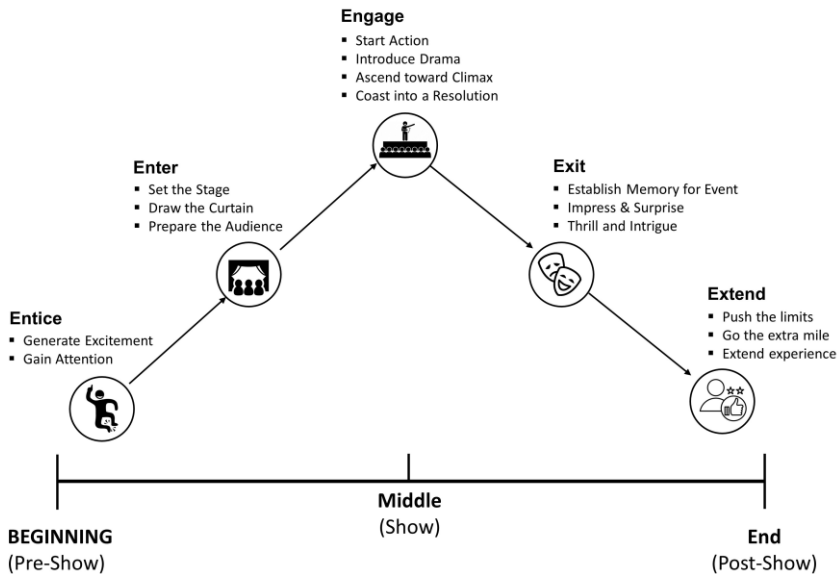 Engage
▪ Start Action
▪ Introduce Drama
▪ Ascend toward Climax
▪ Coast into a Resolution
Enter
▪ Set the Stage
▪ Draw the Curtain
▪ Prepare the Audience
Exit
▪ Establish Memory for Event
▪ Impress & Surprise
▪ Thrill and Intrigue
Entice
▪ Generate Excitement
▪ Gain Attention
Extend
▪ Push the limits
▪ Go the extra mile
▪ Extend experience
BEGINNING
(Pre-Show)
Middle
(Show)
End
(Post-Show)